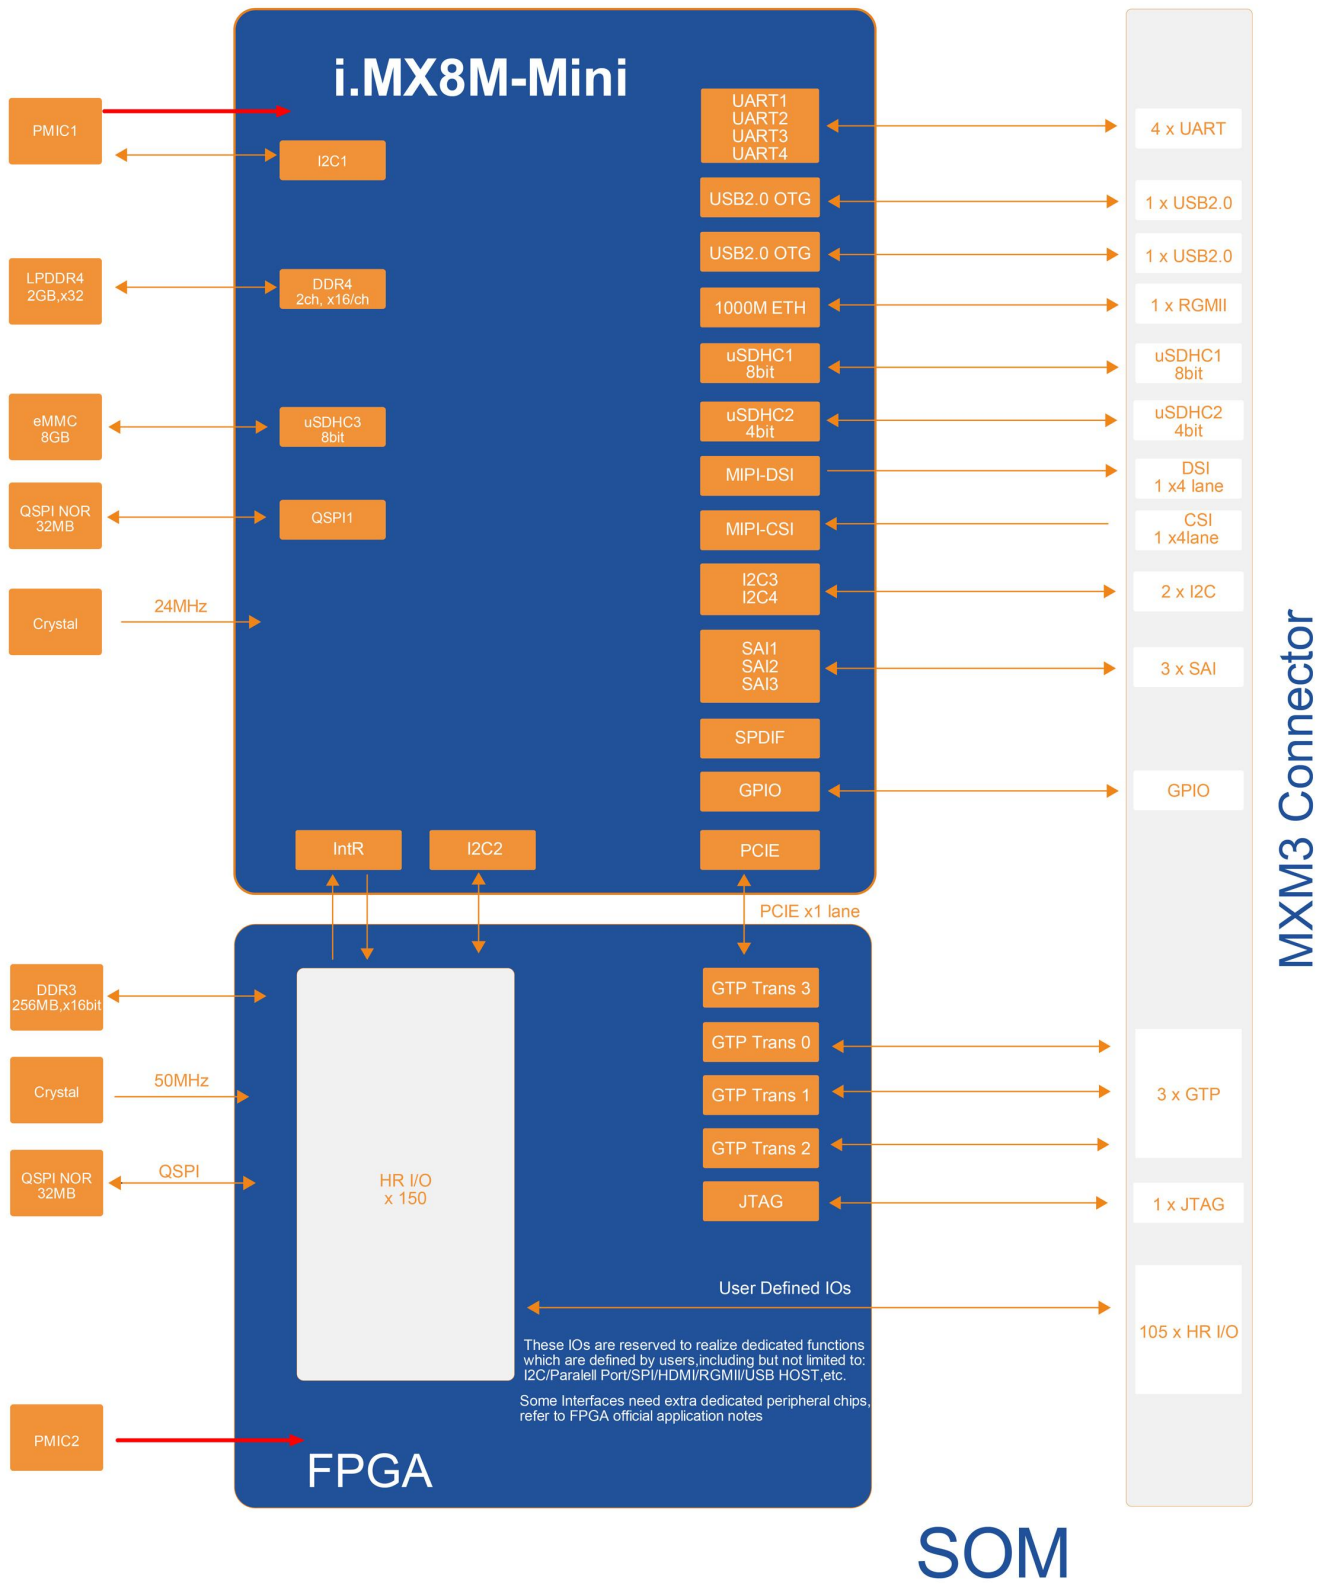 i.MX8M-Mini
PMIC1
I2C1
LPDDR4
2GB,x32
DDR4
2ch, x16/ch
eMMC
8GB
uSDHC3
8bit
QSPI NOR
32MB
QSPI1
Crystal
24MHz
UART1
UART2
UART3
UART4
4 x UART
USB2.0 OTG
1 x USB2.0
USB2.0 OTG
1 x USB2.0
1000M ETH
1 x RGMII
uSDHC1
8bit
uSDHC1
8bit
uSDHC2
4bit
uSDHC2
4bit
MIPI-DSI
DSI
1 x4 lane
MIPI-CSI
CSI
1 x4lane
I2C3
I2C4
2 x I2C
SAI1
SAI2
SAI3
3 x SAI
SPDIF
GPIO
GPIO
IntR
I2C2
PCIE
PCIE x1 lane
MXM3 Connector
DDR3
256MB,x16bit
Crystal
50MHz
QSPI NOR
32MB
QSPI
HR I/O
x 150
GTP Trans 3
GTP Trans 0
GTP Trans 1
GTP Trans 2
3 x GTP
JTAG
1 x JTAG
User Defined IOs
105 x HR I/O
These IOs are reserved to realize dedicated functions
which are defined by users,including but not limited to:
I2C/Paralell Port/SPI/HDMI/RGMII/USB HOST,etc.
Some Interfaces need extra dedicated peripheral chips,
refer to FPGA official application notes
PMIC2
FPGA
SOM